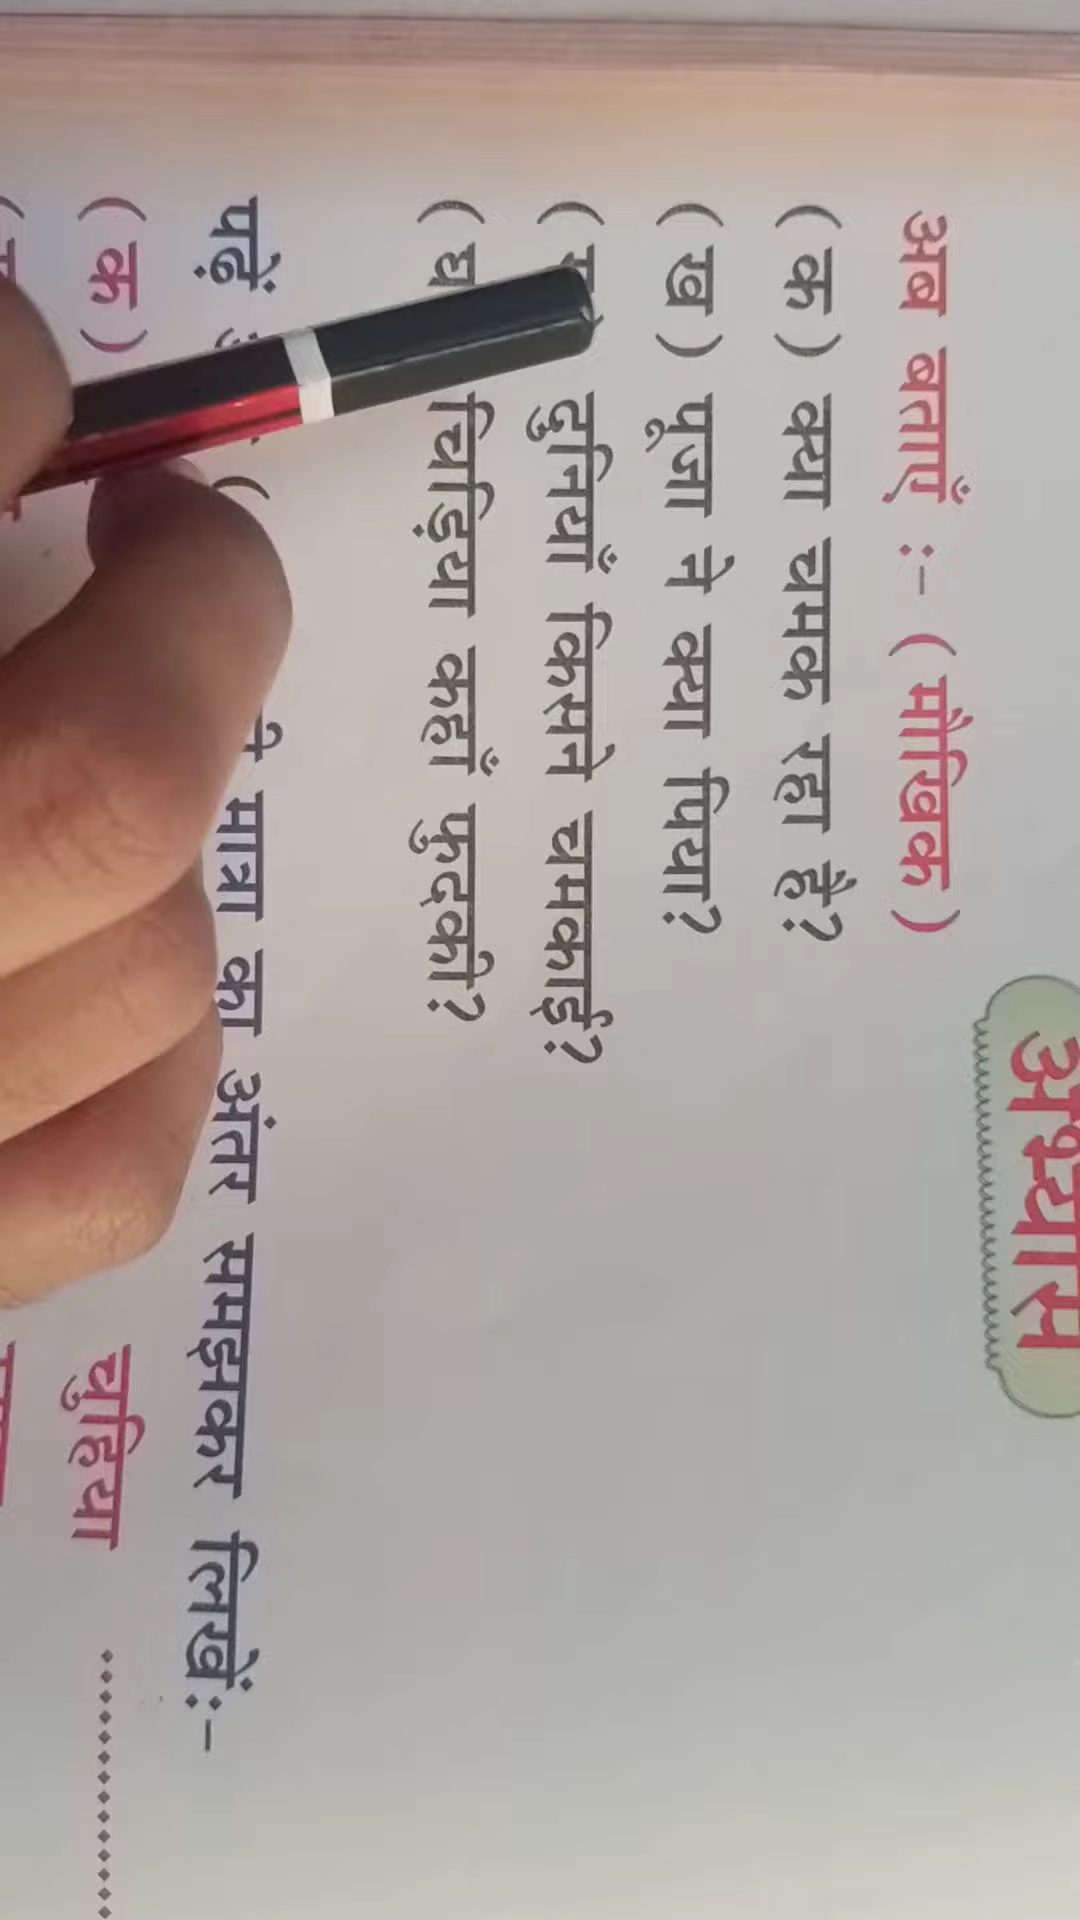 अभ्यास
अब बताएँ :- (मौखिक)
(क) क्या चमक रहा है?
(ख) पूजा ने क्या पिया?
दुनियाँ किसने चमकाई?
(घ चिड़िया कहाँ फुदकी?
पढ़ें मात्रा का अंतर समझकर लिखें:-
(क) चुहिया ..................